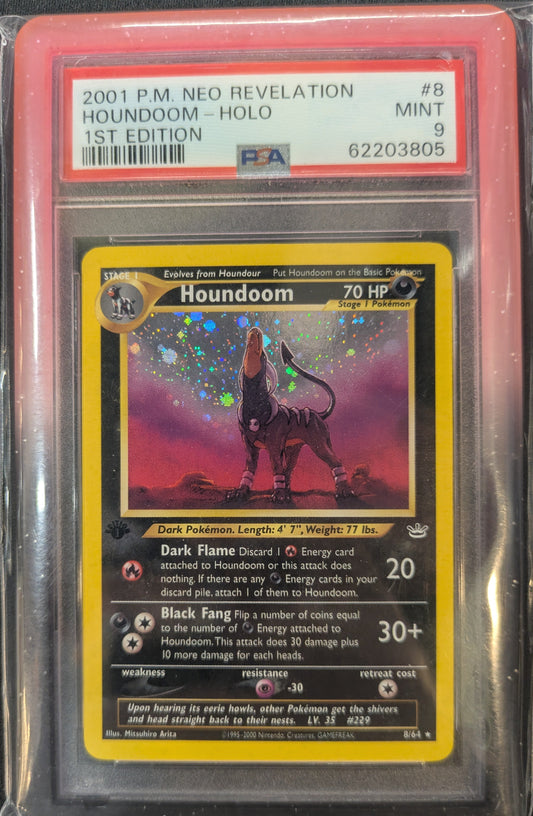 2001 P.M. NEO REVELATION #8
HOUNDOOM – HOLO MINT
1ST EDITION 9
PSA 62203805
STAGE 1 Evolves from Houndour Put Houndoom on the Basic Pokémon
Houndoom 70 HP
Stage 1 Pokémon
Dark Pokémon. Length: 4' 7", Weight: 77 lbs.
Dark Flame Discard 1 Energy card
attached to Houndoom or this attack does
nothing. If there are any Energy cards in your
discard pile, attach 1 of them to Houndoom.
20
Black Fang Flip a number of coins equal
to the number of Energy attached to
Houndoom. This attack does 30 damage plus
10 more damage for each heads.
30+
weakness resistance retreat cost
-30
Upon hearing its eerie howls, other Pokémon get the shivers
and head straight back to their nests. LV. 35 #229
Illus. Mitsuhiro Arita ©1995-2000 Nintendo, Creatures, GAMEFREAK. 8/64 ★